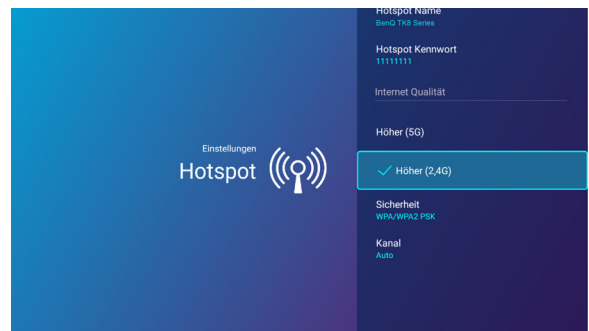 Einstellungen
Hotspot
Hotspot Name
BenQ TK8 Series
Hotspot Kennwort
11111111
Internet Qualität
Höher (5G)
Höher (2,4G)
Sicherheit
WPA/WPA2 PSK
Kanal
Auto